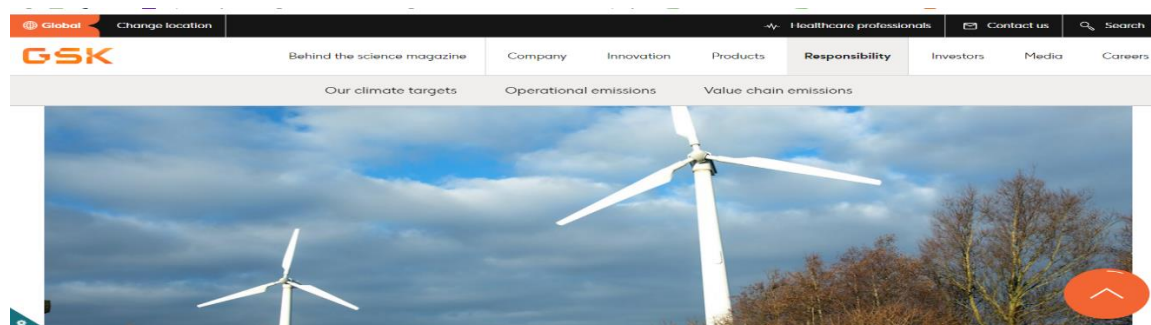 Global Change location Healthcare professionals Contact us Search
GSK Behind the science magazine Company Innovation Products Responsibility Investors Media Careers
Our climate targets Operational emissions Value chain emissions